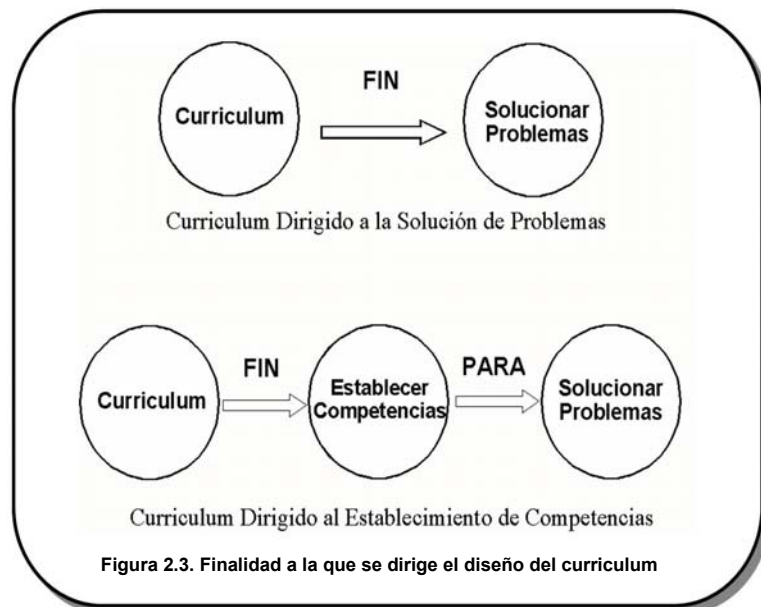 FIN
Curriculum
Solucionar
Problemas
Curriculum Dirigido a la Solución de Problemas
FIN
PARA
Curriculum
Establecer
Competencias
Solucionar
Problemas
Curriculum Dirigido al Establecimiento de Competencias
Figura 2.3. Finalidad a la que se dirige el diseño del curriculum